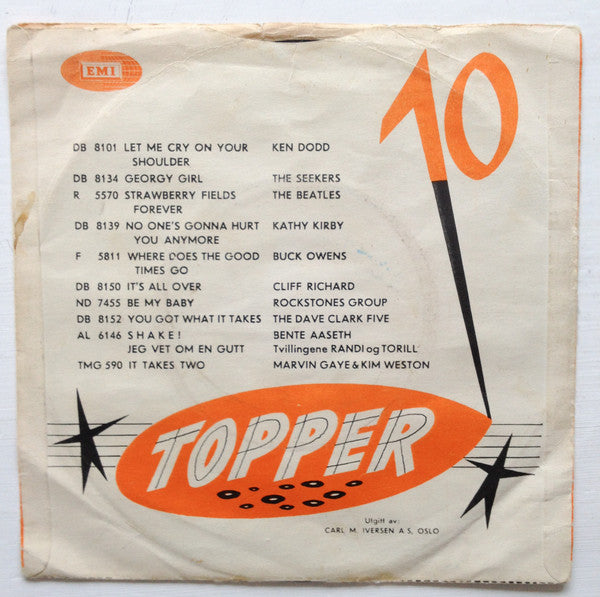 EMI
10
DB 8101 LET ME CRY ON YOUR SHOULDER KEN DODD
DB 8134 GEORGY GIRL THE SEEKERS
R 5570 STRAWBERRY FIELDS FOREVER THE BEATLES
DB 8139 NO ONE'S GONNA HURT YOU ANYMORE KATHY KIRBY
F 5811 WHERE DOES THE GOOD TIMES GO BUCK OWENS
DB 8150 IT'S ALL OVER CLIFF RICHARD
ND 7455 BE MY BABY ROCKSTONES GROUP
DB 8152 YOU GOT WHAT IT TAKES THE DAVE CLARK FIVE
AL 6146 SHAKE! BENTE AASETH
JEG VET OM EN GUTT Tvillingene RANDI og TORILL
TMG 590 IT TAKES TWO MARVIN GAYE & KIM WESTON
TOPPER
Utgitt av:
CARL M. IVERSEN A.S, OSLO